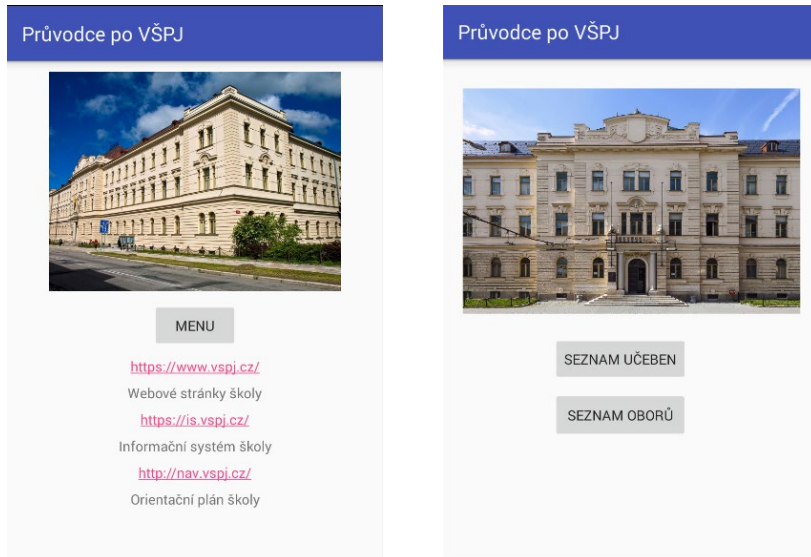 Průvodce po VŠPJ
MENU
https://www.vspj.cz/
Webové stránky školy
https://is.vspj.cz/
Informační systém školy
http://nav.vspj.cz/
Orientační plán školy
Průvodce po VŠPJ
SEZNAM UČEBEN
SEZNAM OBORŮ